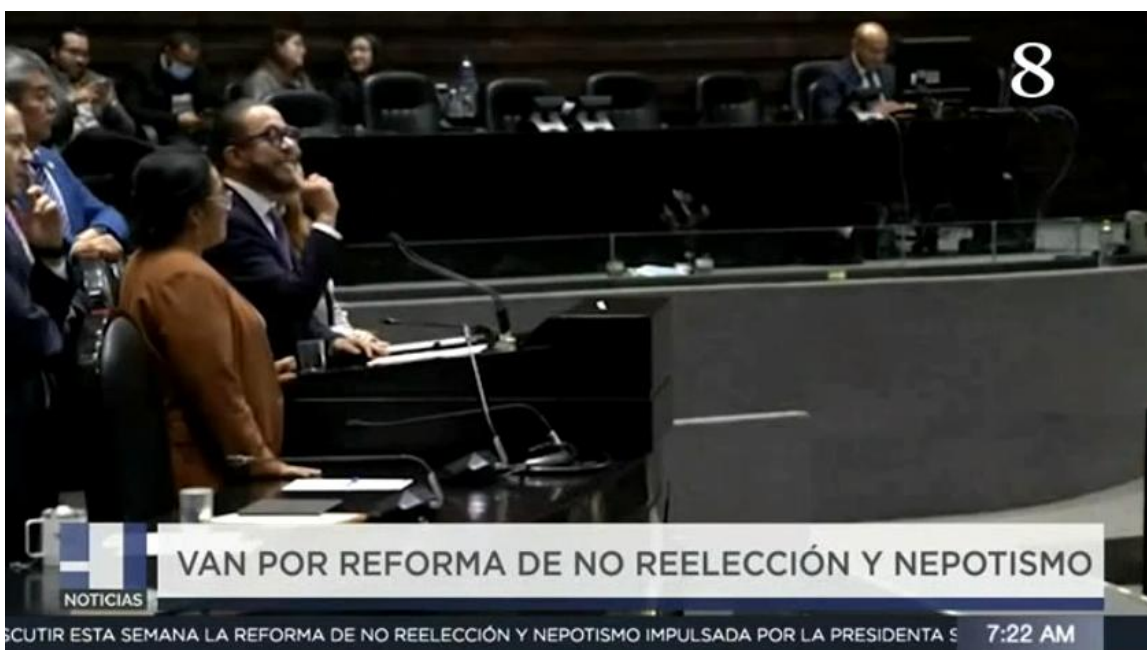 8
VAN POR REFORMA DE NO REELECCIÓN Y NEPOTISMO
NOTICIAS
ESTA SEMANA LA REFORMA DE NO REELECCIÓN Y NEPOTISMO IMPULSADA POR LA PRESIDENTA
7:22 AM